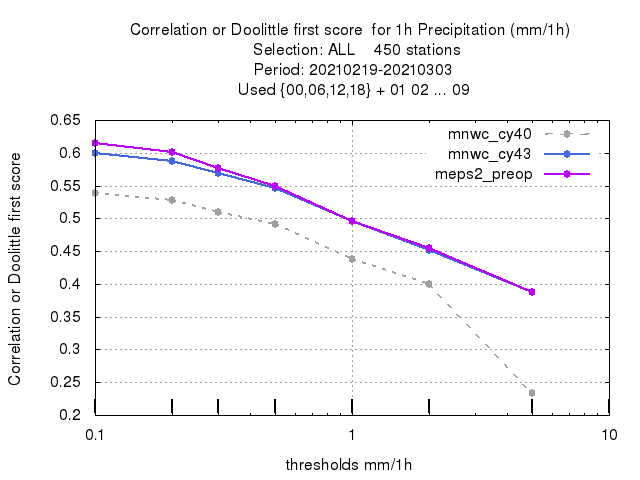 Correlation or Doolittle first score  for 1h Precipitation (mm/1h)
Selection: ALL    450 stations
Period: 20210219-20210303
Used {00,06,12,18} + 01 02 ... 09
Correlation or Doolittle first score
0.65
0.6
0.55
0.5
0.45
0.4
0.35
0.3
0.25
0.2
mnwc_cy40
mnwc_cy43
meps2_preop
0.1 1 10
thresholds mm/1h